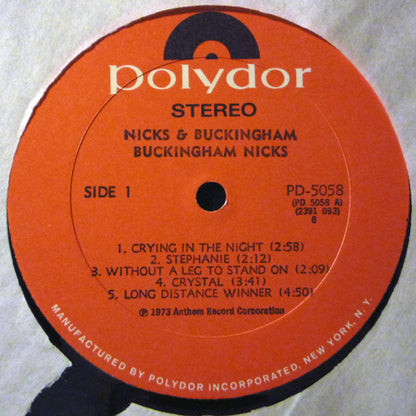 polydor
STEREO
NICKS & BUCKINGHAM
BUCKINGHAM NICKS
SIDE 1
PD-5058
(PD 5058 A)
(2391 093)
6
1. CRYING IN THE NIGHT (2:58)
2. STEPHANIE (2:12)
3. WITHOUT A LEG TO STAND ON (2:09)
4. CRYSTAL (3:41)
5. LONG DISTANCE WINNER (4:50)
℗ 1973 Anthem Record Corporation
MANUFACTURED BY POLYDOR INCORPORATED, NEW YORK, N.Y.